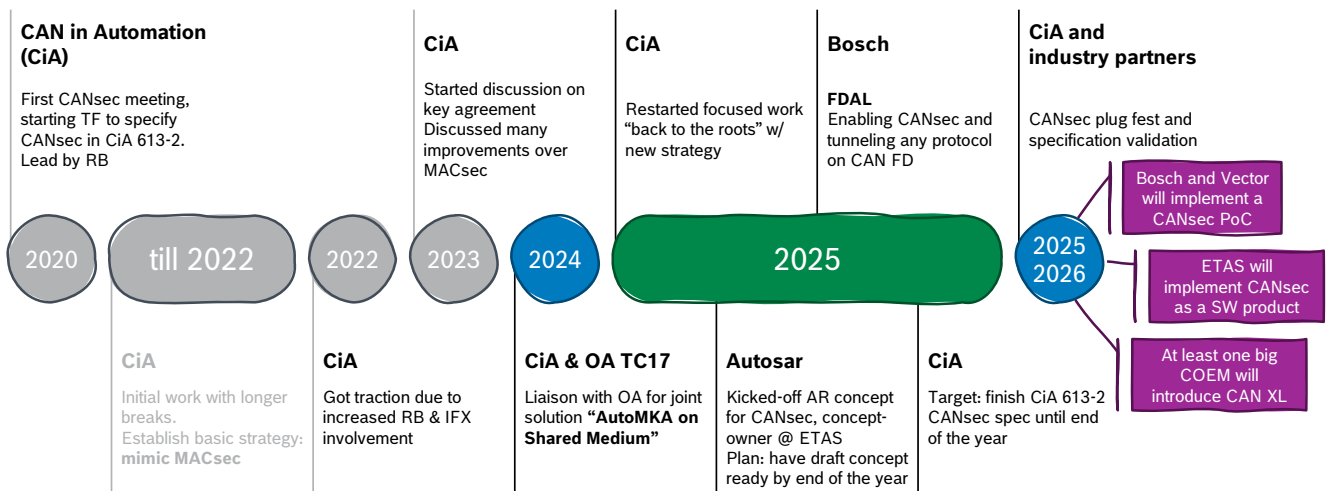 CAN in Automation
(CiA)
First CANsec meeting,
starting TF to specify
CANsec in CiA 613-2.
Lead by RB
CiA
Started discussion on
key agreement
Discussed many
improvements over
MACsec
CiA
Restarted focused work
“back to the roots” w/
new strategy
Bosch
FDAL
Enabling CANsec and
tunneling any protocol
on CAN FD
CiA and
industry partners
CANsec plug fest and
specification validation
2020
till 2022
2022
2023
2024
2025
2025
2026
Bosch and Vector
will implement a
CANsec PoC
ETAS will
implement CANsec
as a SW product
At least one big
COEM will
introduce CAN XL
CiA
Initial work with longer
breaks.
Establish basic strategy:
mimic MACsec
CiA
Got traction due to
increased RB & IFX
involvement
CiA & OA TC17
Liaison with OA for joint
solution “AutoMKA on
Shared Medium”
Autosar
Kicked-off AR concept
for CANsec, concept-
owner @ ETAS
Plan: have draft concept
ready by end of the year
CiA
Target: finish CiA 613-2
CANsec spec until end
of the year